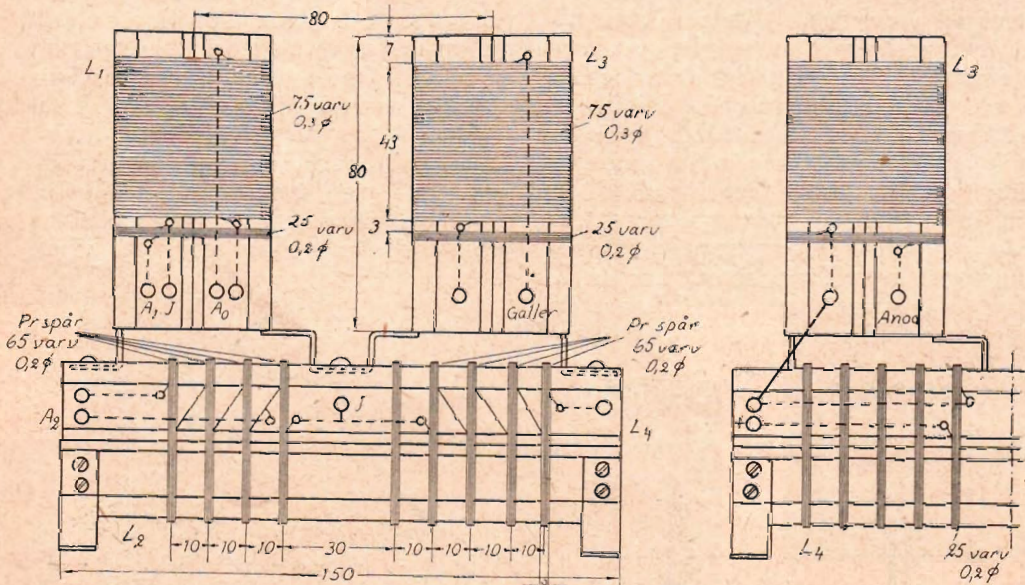 80
L1
75 varv
0,3 φ
25 varv
0,2 φ
A1 J A0
7
43
3
80
L3
75 varv
0,3 φ
25 varv
0,2 φ
Galler
Pr spår
65 varv
0,2 φ
Pr spår
65 varv
0,2 φ
A2
J
L4
L2
10 10 10 30 10 10 10 10
150
L3
Anod
+
L4
25 varv
0,2 φ